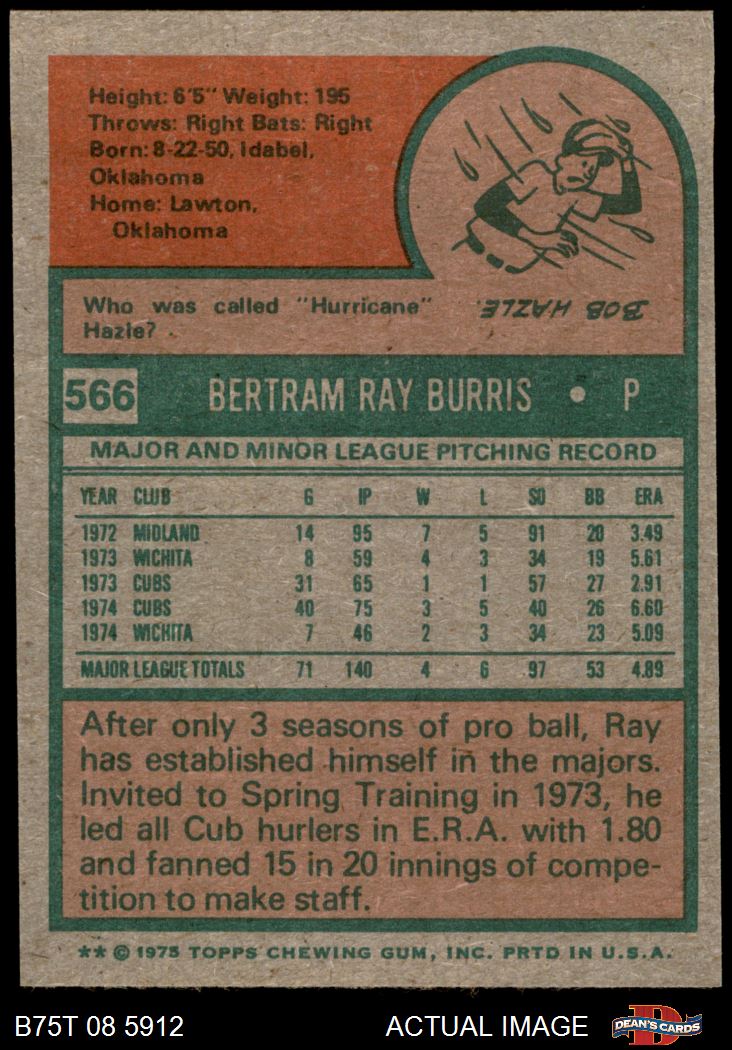 Height: 6'5" Weight: 195
Throws: Right Bats: Right
Born: 8-22-50, Idabel,
Oklahoma
Home: Lawton,
Oklahoma
Who was called "Hurricane"
Hazle?
BOB HAZLE.
566 BERTRAM RAY BURRIS • P
MAJOR AND MINOR LEAGUE PITCHING RECORD
YEAR CLUB G IP W L SO BB ERA
1972 MIDLAND 14 95 7 5 91 20 3.49
1973 WICHITA 8 59 4 3 34 19 5.61
1973 CUBS 31 65 1 1 57 27 2.91
1974 CUBS 40 75 3 5 40 26 6.60
1974 WICHITA 7 46 2 3 34 23 5.09
MAJOR LEAGUE TOTALS 71 140 4 6 97 53 4.89
After only 3 seasons of pro ball, Ray
has established himself in the majors.
Invited to Spring Training in 1973, he
led all Cub hurlers in E.R.A. with 1.80
and fanned 15 in 20 innings of compe-
tition to make staff.
** © 1975 TOPPS CHEWING GUM, INC. PRTD IN U.S.A.
B75T 08 5912 ACTUAL IMAGE
D
DEAN'S CARDS